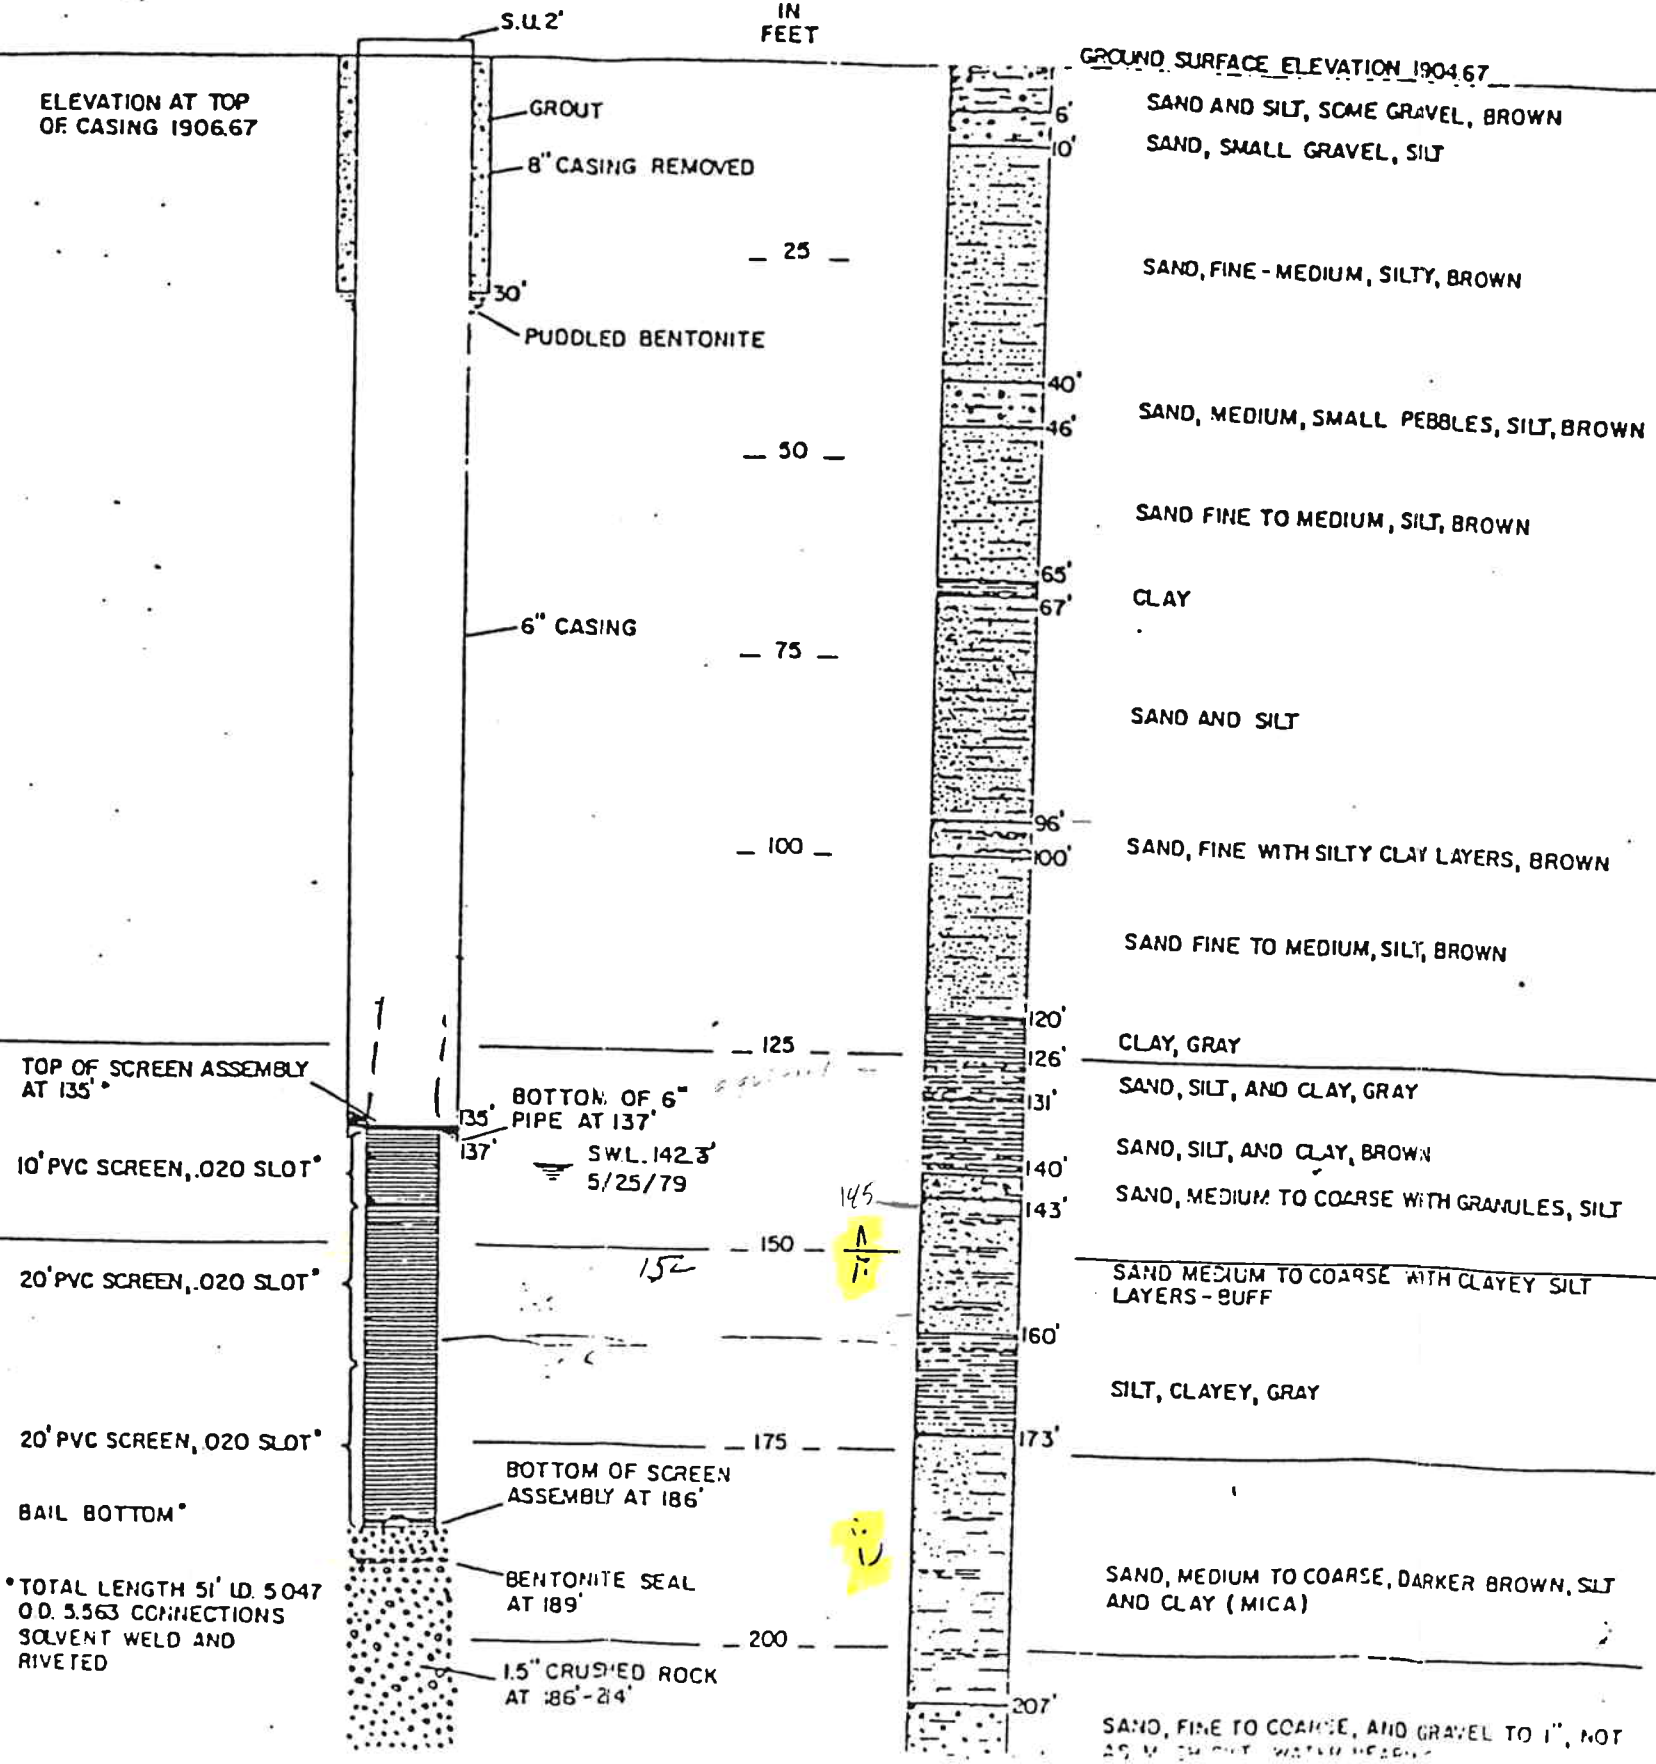 S.U.2'
IN
FEET
GROUND SURFACE ELEVATION 1904.67
ELEVATION AT TOP
OF CASING 1906.67
GROUT
8" CASING REMOVED
6'
SAND AND SILT, SOME GRAVEL, BROWN
10'
SAND, SMALL GRAVEL, SILT
25
SAND, FINE-MEDIUM, SILTY, BROWN
30'
PUDDLED BENTONITE
40'
46'
SAND, MEDIUM, SMALL PEBBLES, SILT, BROWN
50
SAND FINE TO MEDIUM, SILT, BROWN
65'
67'
CLAY
6" CASING
75
SAND AND SILT
96'
100
100'
SAND, FINE WITH SILTY CLAY LAYERS, BROWN
SAND FINE TO MEDIUM, SILT, BROWN
120'
125
126'
CLAY, GRAY
TOP OF SCREEN ASSEMBLY
AT 135'*
BOTTOM OF 6"
PIPE AT 137'
135'
137'
131'
SAND, SILT, AND CLAY, GRAY
10' PVC SCREEN, .020 SLOT*
S.W.L. 142.3'
5/25/79
140'
SAND, SILT, AND CLAY, BROWN
145
143'
SAND, MEDIUM TO COARSE WITH GRANULES, SILT
150
152
20' PVC SCREEN, .020 SLOT*
SAND MEDIUM TO COARSE WITH CLAYEY SILT
LAYERS-BUFF
160'
SILT, CLAYEY, GRAY
20' PVC SCREEN, .020 SLOT*
175
173'
BOTTOM OF SCREEN
ASSEMBLY AT 186'
BAIL BOTTOM*
BENTONITE SEAL
AT 189'
*TOTAL LENGTH 51' I.D. 5.047
O.D. 5.563 CONNECTIONS
SOLVENT WELD AND
RIVETED
SAND, MEDIUM TO COARSE, DARKER BROWN, SILT
AND CLAY (MICA)
200
1.5" CRUSHED ROCK
AT 186'-214'
207'
SAND, FINE TO COARSE, AND GRAVEL TO 1", NOT